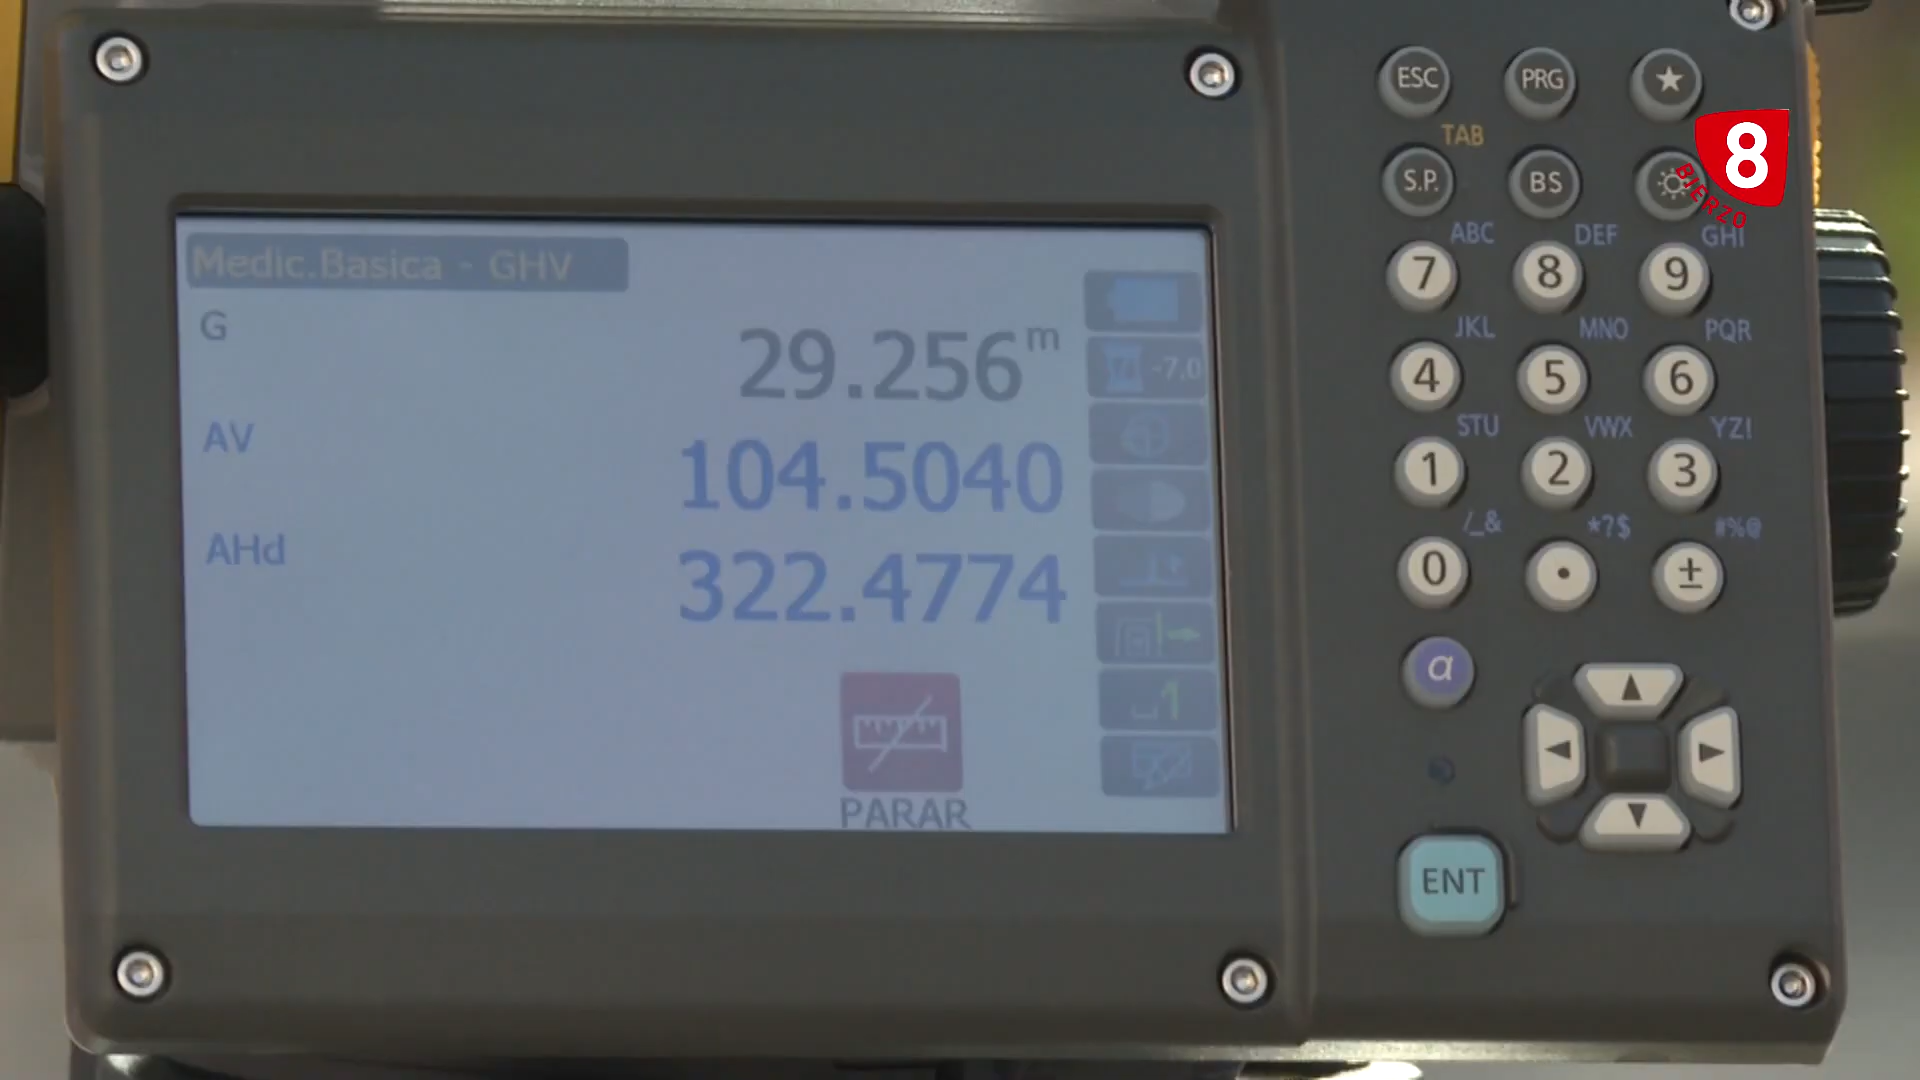 Medic.Basica - GHV
G
29.256 m
-7,0
AV
104.5040
AHd
322.4774
1
PARAR
ESC PRG ★
TAB
S.P. BS
ABC DEF GHI
7 8 9
JKL MNO PQR
4 5 6
STU VWX YZ!
1 2 3
/_& *?$ #%@
0 • ±
α
ENT
8
BIERZO